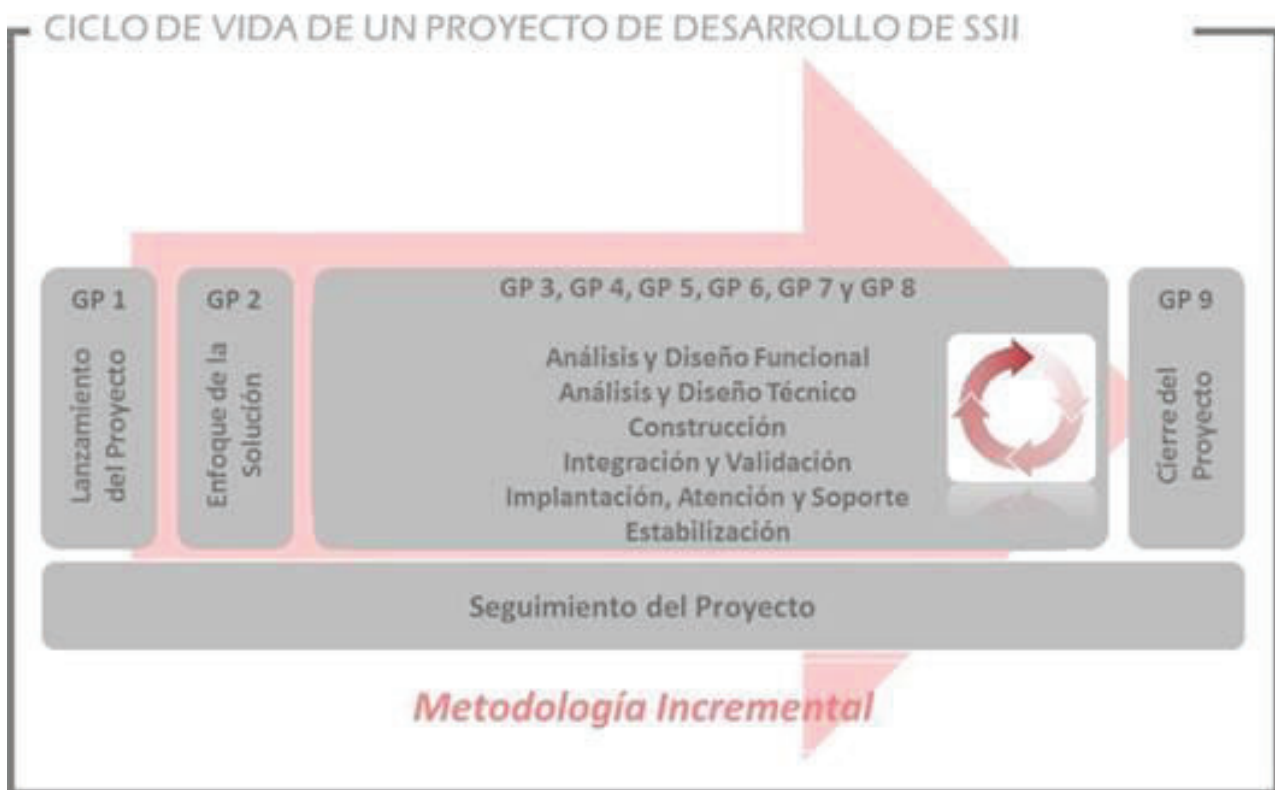 CICLO DE VIDA DE UN PROYECTO DE DESARROLLO DE SSII
GP 1
Lanzamiento
del Proyecto
GP 2
Enfoque de la
Solución
GP 3, GP 4, GP 5, GP 6, GP 7 y GP 8
Análisis y Diseño Funcional
Análisis y Diseño Técnico
Construcción
Integración y Validación
Implantación, Atención y Soporte
Estabilización
GP 9
Cierre del
Proyecto
Seguimiento del Proyecto
Metodología Incremental